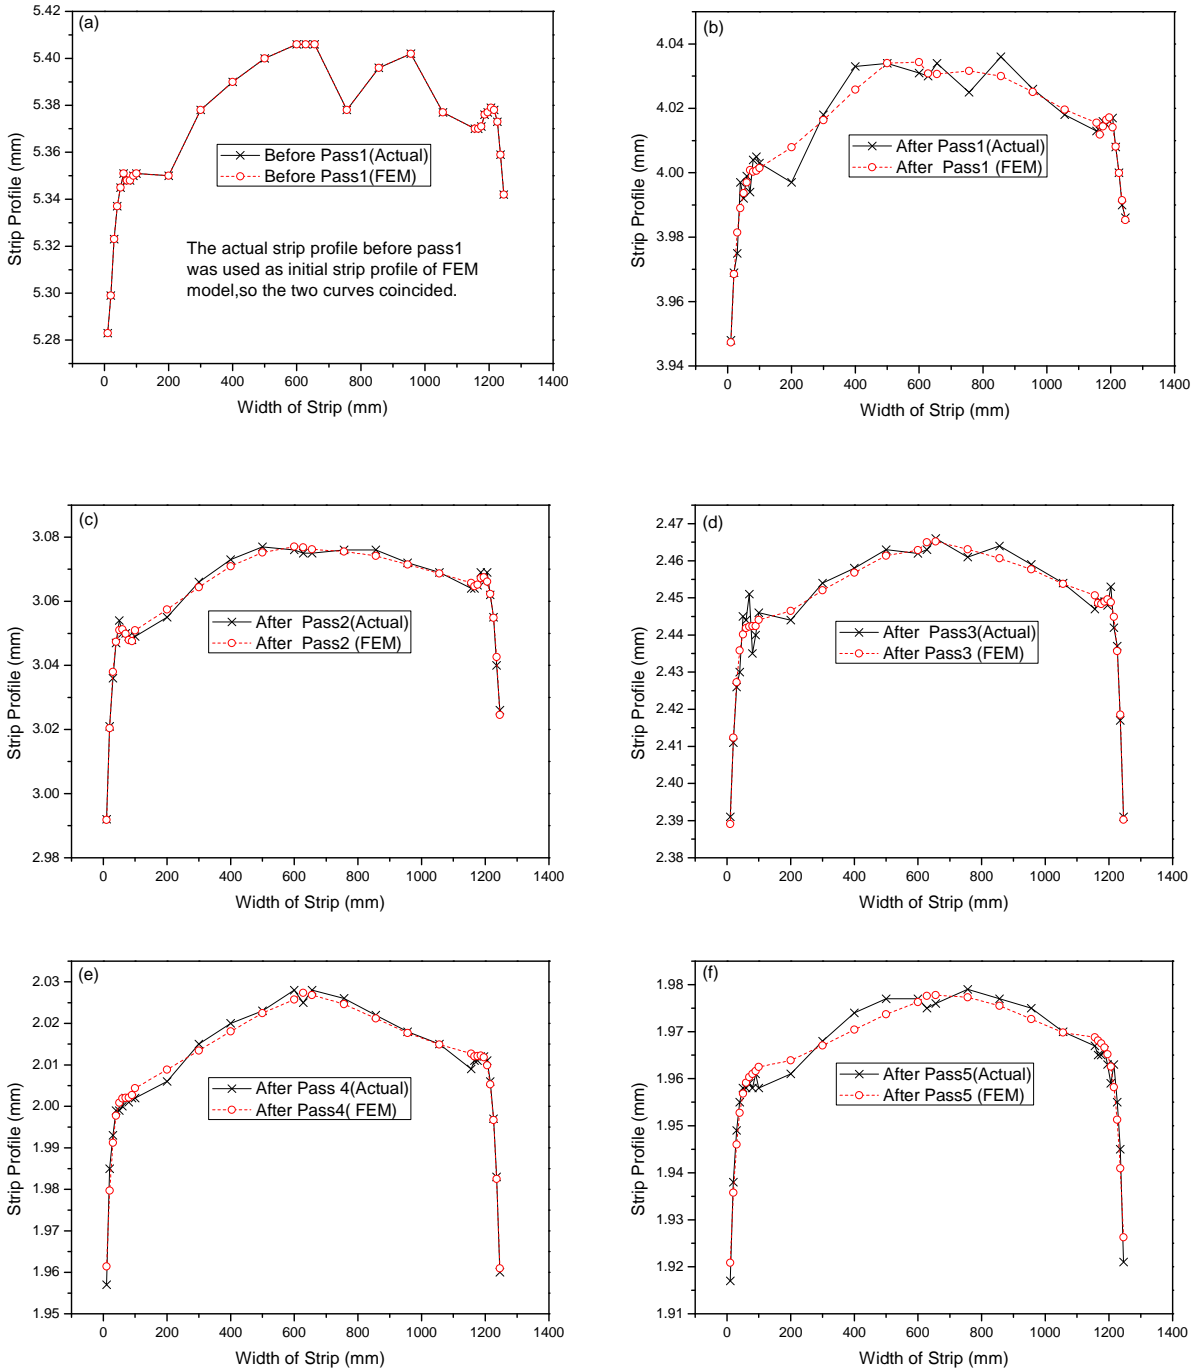 (a)
5.42
5.40
5.38
5.36
5.34
5.32
5.30
5.28
Strip Profile (mm)
Before Pass1(Actual)
Before Pass1(FEM)
The actual strip profile before pass1
was used as initial strip profile of FEM
model,so the two curves coincided.
0 200 400 600 800 1000 1200 1400
Width of Strip (mm)
(b)
4.04
4.02
4.00
3.98
3.96
3.94
Strip Profile (mm)
After Pass1(Actual)
After Pass1 (FEM)
0 200 400 600 800 1000 1200 1400
Width of Strip (mm)
(c)
3.08
3.06
3.04
3.02
3.00
2.98
Strip Profile (mm)
After Pass2(Actual)
After Pass2 (FEM)
0 200 400 600 800 1000 1200 1400
Width of Strip (mm)
(d)
2.47
2.46
2.45
2.44
2.43
2.42
2.41
2.40
2.39
2.38
Strip Profile (mm)
After Pass3(Actual)
After Pass3 (FEM)
0 200 400 600 800 1000 1200 1400
Width of Strip (mm)
(e)
2.03
2.02
2.01
2.00
1.99
1.98
1.97
1.96
1.95
Strip Profile (mm)
After Pass 4(Actual)
After Pass4( FEM)
0 200 400 600 800 1000 1200 1400
Width of Strip (mm)
(f)
1.98
1.97
1.96
1.95
1.94
1.93
1.92
1.91
Strip Profile (mm)
After Pass5(Actual)
After Pass5 (FEM)
0 200 400 600 800 1000 1200 1400
Width of Strip (mm)